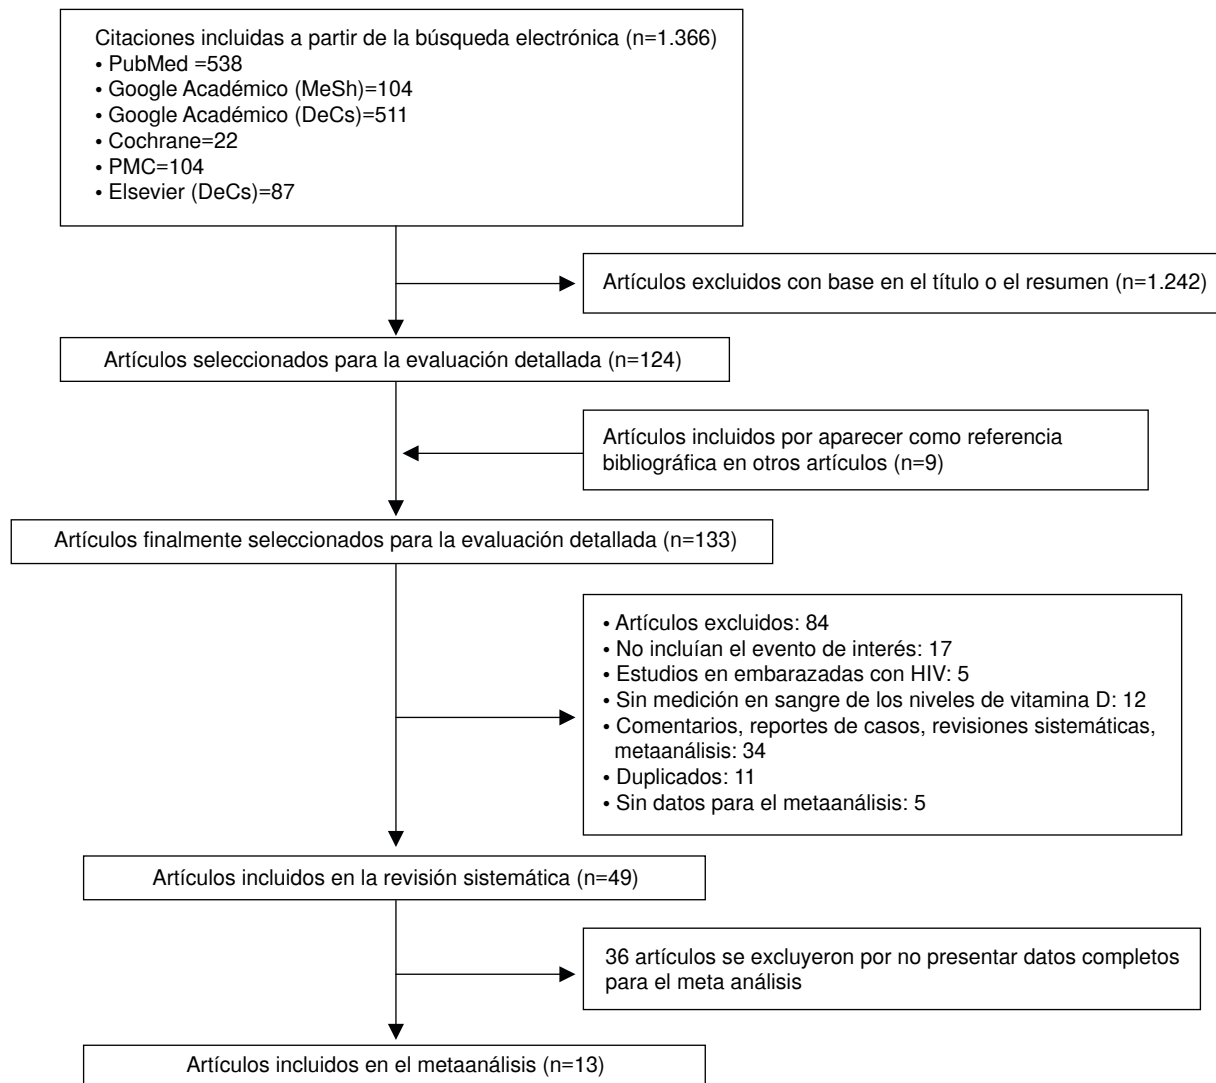 Citaciones incluidas a partir de la búsqueda electrónica (n=1.366)
• PubMed =538
• Google Académico (MeSh)=104
• Google Académico (DeCs)=511
• Cochrane=22
• PMC=104
• Elsevier (DeCs)=87
Artículos excluidos con base en el título o el resumen (n=1.242)
Artículos seleccionados para la evaluación detallada (n=124)
Artículos incluidos por aparecer como referencia
bibliográfica en otros artículos (n=9)
Artículos finalmente seleccionados para la evaluación detallada (n=133)
• Artículos excluidos: 84
• No incluían el evento de interés: 17
• Estudios en embarazadas con HIV: 5
• Sin medición en sangre de los niveles de vitamina D: 12
• Comentarios, reportes de casos, revisiones sistemáticas,
metaanálisis: 34
• Duplicados: 11
• Sin datos para el metaanálisis: 5
Artículos incluidos en la revisión sistemática (n=49)
36 artículos se excluyeron por no presentar datos completos
para el meta análisis
Artículos incluidos en el metaanálisis (n=13)